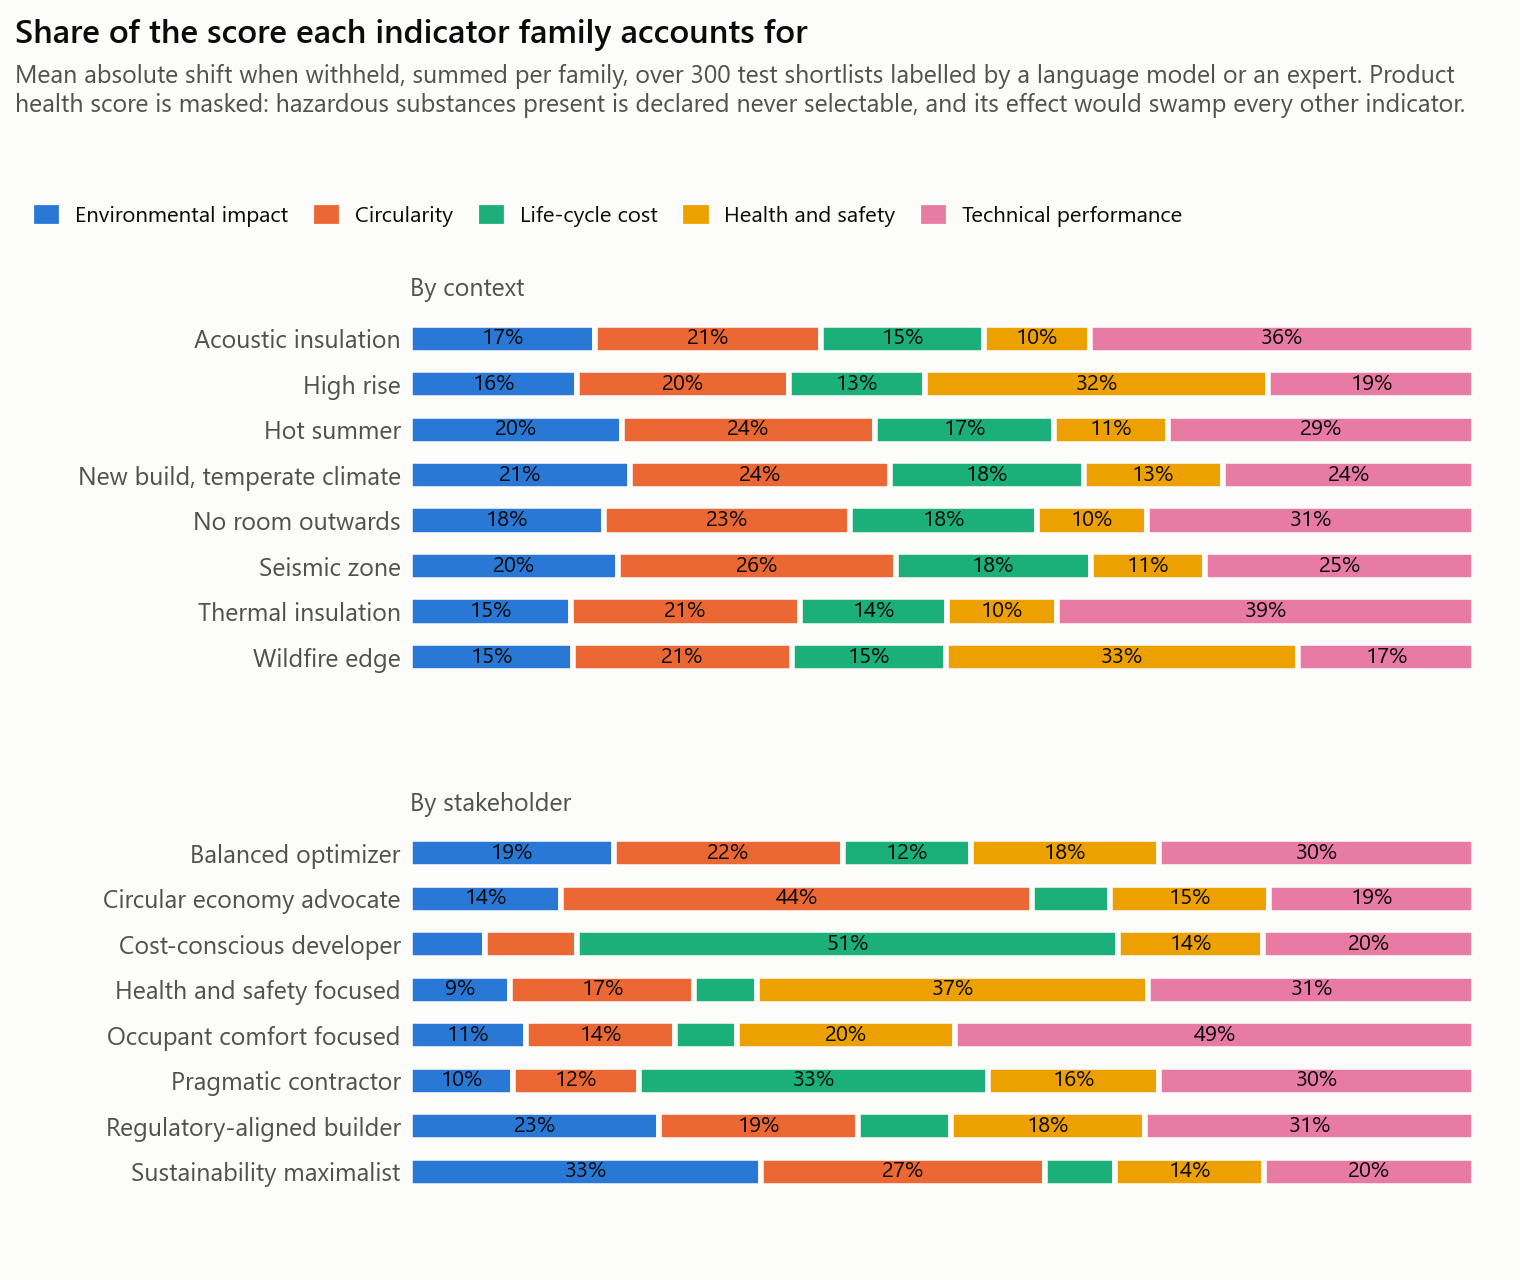 Share of the score each indicator family accounts for
Mean absolute shift when withheld, summed per family, over 300 test shortlists labelled by a language model or an expert. Product
health score is masked: hazardous substances present is declared never selectable, and its effect would swamp every other indicator.
Environmental impact Circularity Life-cycle cost Health and safety Technical performance
By context
Acoustic insulation 17% 21% 15% 10% 36%
High rise 16% 20% 13% 32% 19%
Hot summer 20% 24% 17% 11% 29%
New build, temperate climate 21% 24% 18% 13% 24%
No room outwards 18% 23% 18% 10% 31%
Seismic zone 20% 26% 18% 11% 25%
Thermal insulation 15% 21% 14% 10% 39%
Wildfire edge 15% 21% 15% 33% 17%
By stakeholder
Balanced optimizer 19% 22% 12% 18% 30%
Circular economy advocate 14% 44% 15% 19%
Cost-conscious developer 51% 14% 20%
Health and safety focused 9% 17% 37% 31%
Occupant comfort focused 11% 14% 20% 49%
Pragmatic contractor 10% 12% 33% 16% 30%
Regulatory-aligned builder 23% 19% 18% 31%
Sustainability maximalist 33% 27% 14% 20%